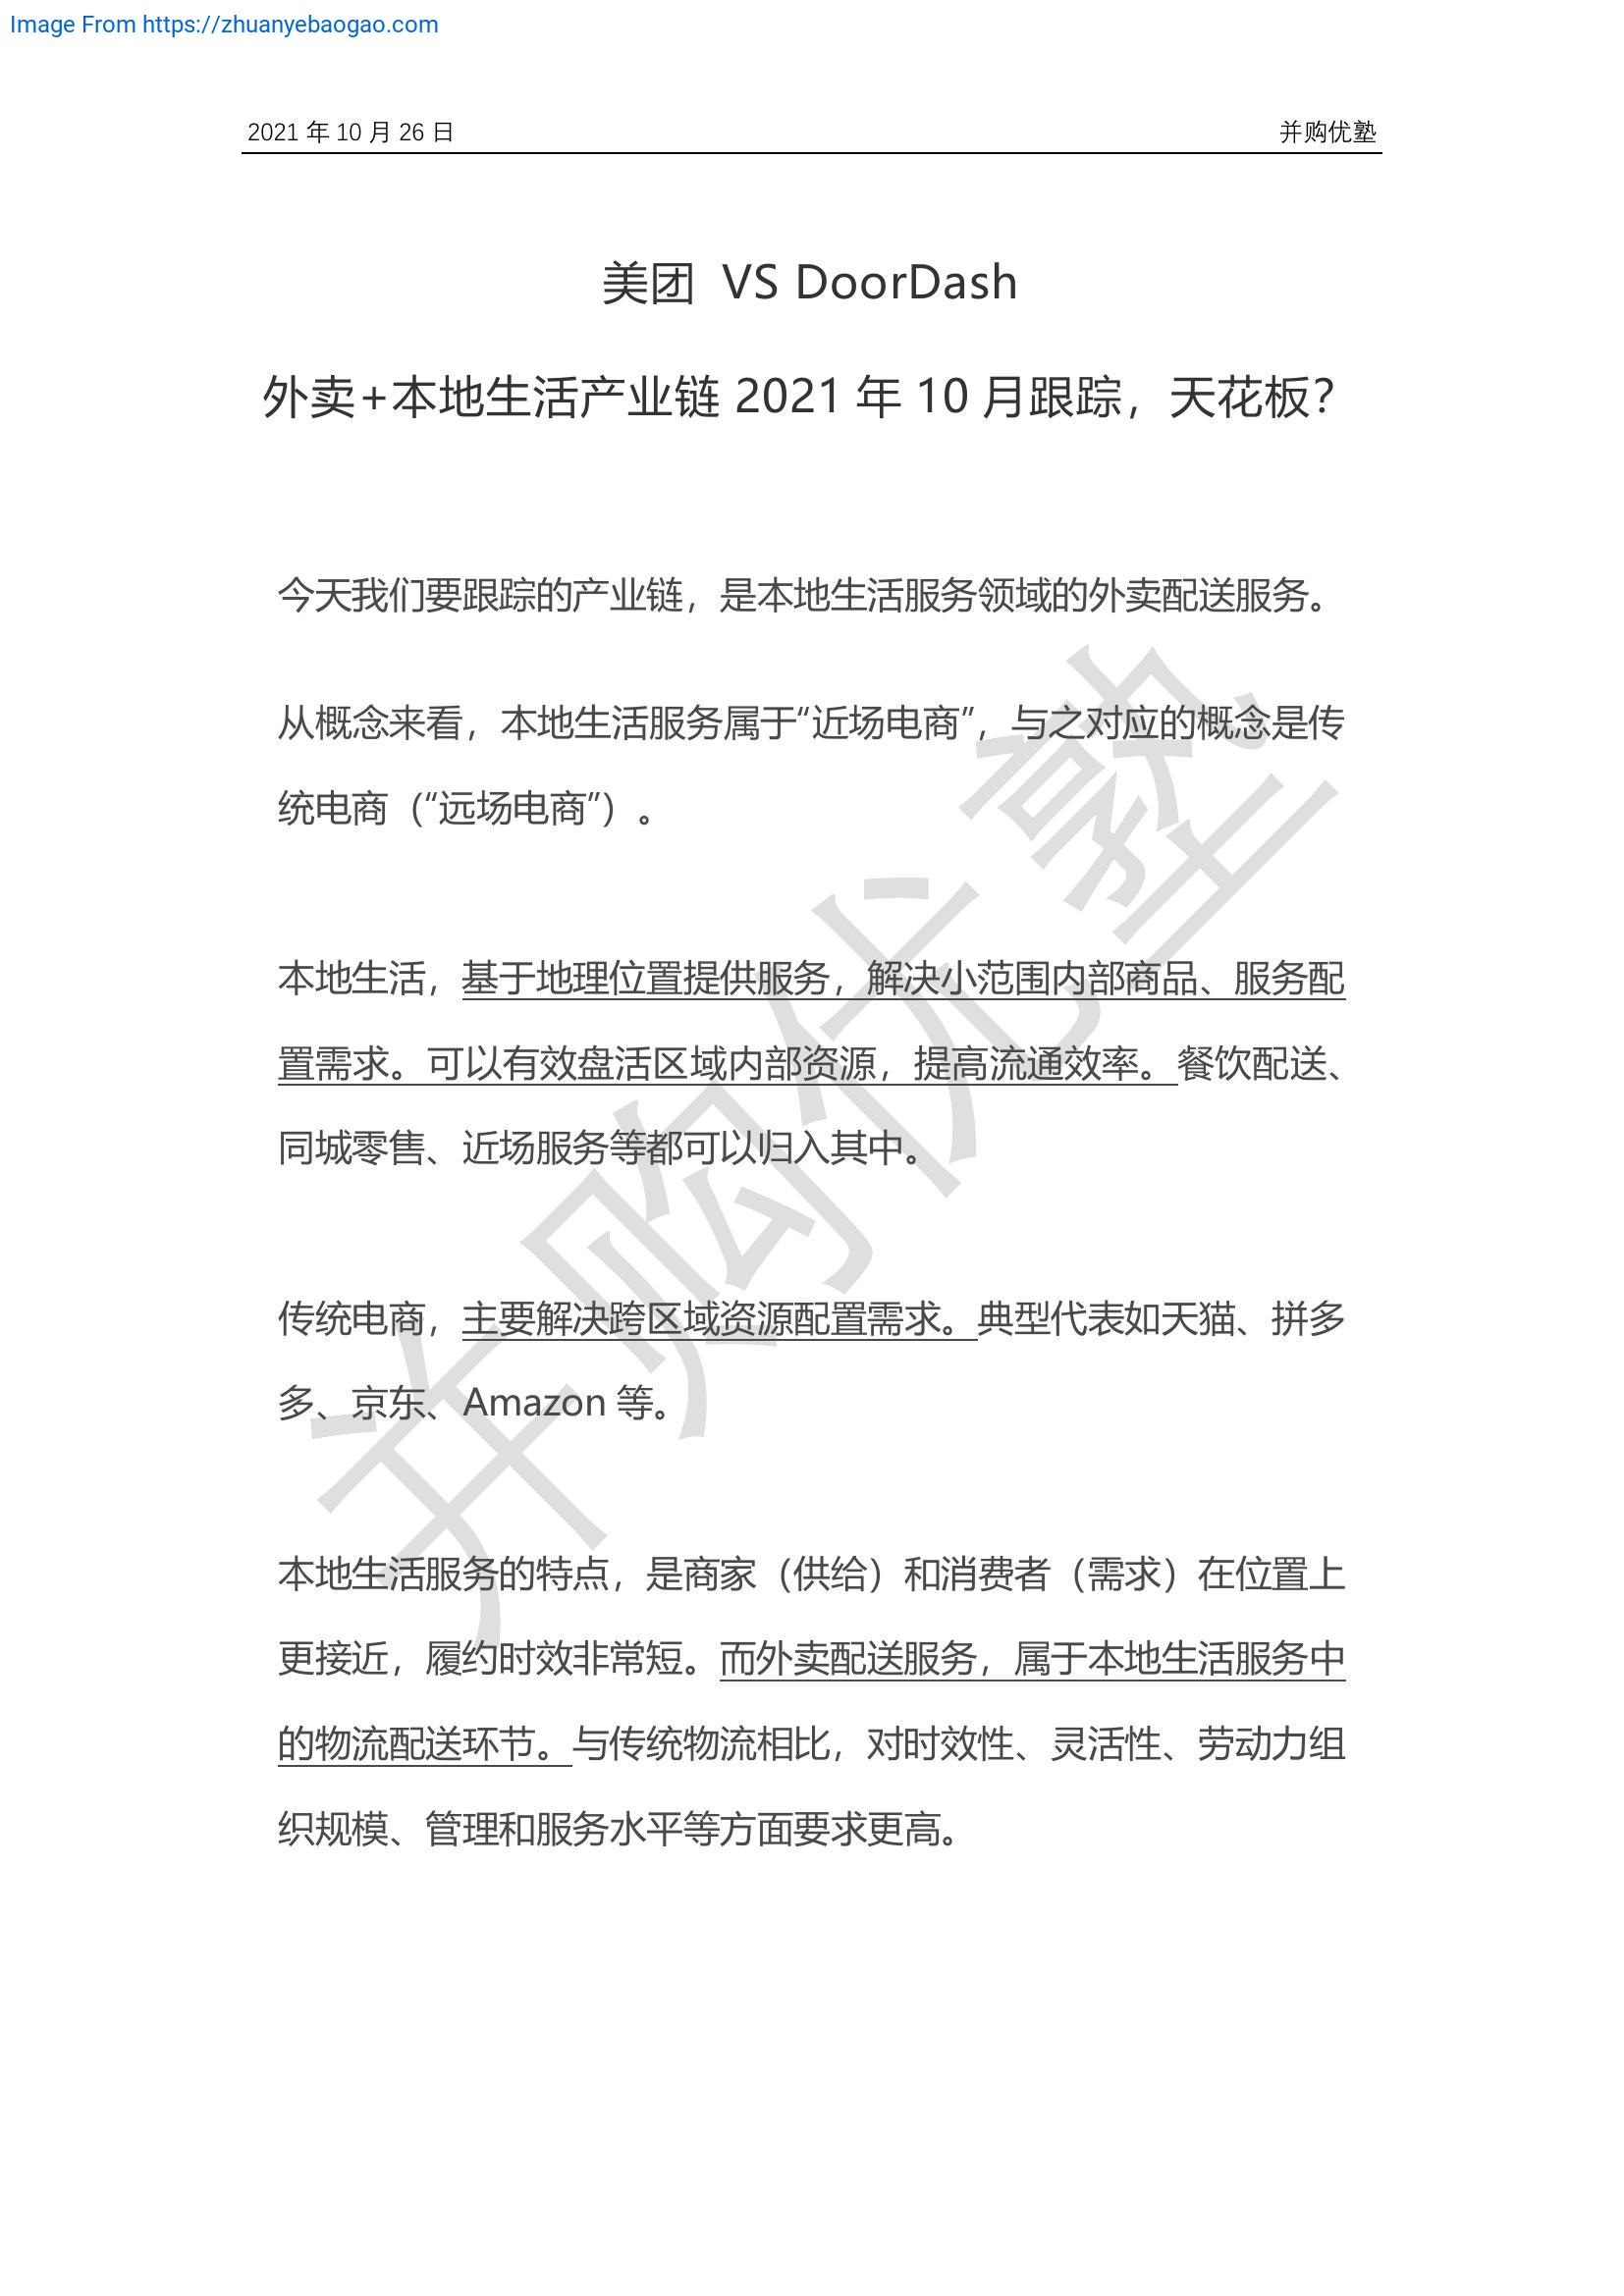 Image From https://zhuanyebaogao.com
2021 年 10 月 26 日 并购优塾
美团 VS DoorDash
外卖+本地生活产业链 2021 年 10 月跟踪，天花板？
今天我们要跟踪的产业链，是本地生活服务领域的外卖配送服务。
从概念来看，本地生活服务属于“近场电商”，与之对应的概念是传
统电商（“远场电商”）。
本地生活，基于地理位置提供服务，解决小范围内部商品、服务配
置需求。可以有效盘活区域内部资源，提高流通效率。餐饮配送、
同城零售、近场服务等都可以归入其中。
传统电商，主要解决跨区域资源配置需求。典型代表如天猫、拼多
多、京东、Amazon 等。
本地生活服务的特点，是商家（供给）和消费者（需求）在位置上
更接近，履约时效非常短。而外卖配送服务，属于本地生活服务中
的物流配送环节。与传统物流相比，对时效性、灵活性、劳动力组
织规模、管理和服务水平等方面要求更高。
并购优塾